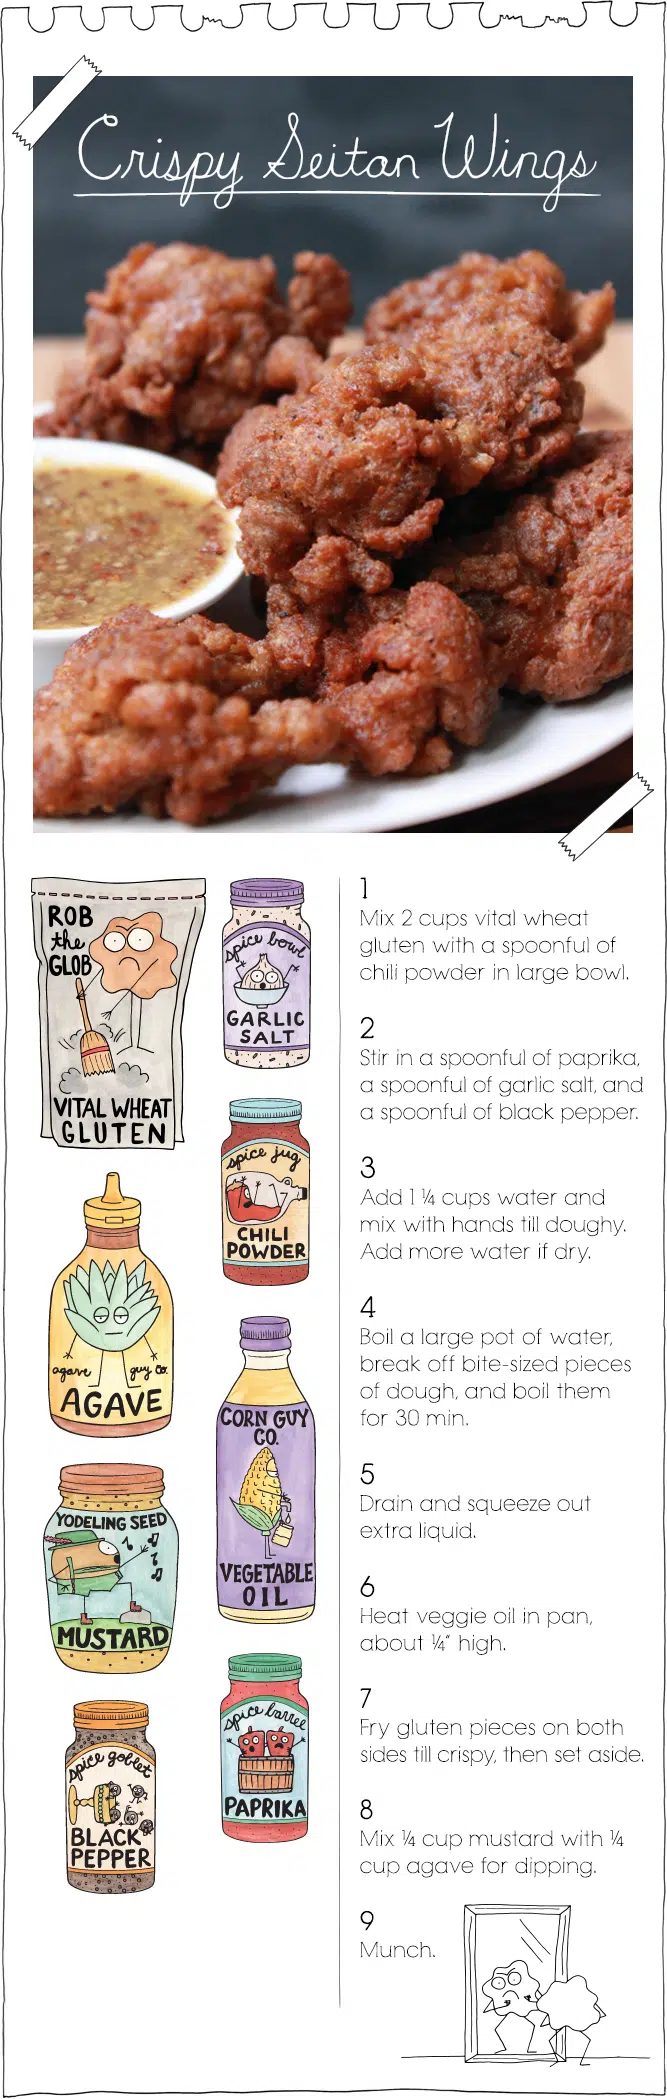 Crispy Seitan Wings
ROB
the
GLOB
VITAL WHEAT
GLUTEN
spice bowl
GARLIC
SALT
spice jug
CHILI
POWDER
agave guy co.
AGAVE
CORN GUY
CO.
VEGETABLE
OIL
YODELING SEED
MUSTARD
spice barrel
PAPRIKA
spice goblet
BLACK
PEPPER
1
Mix 2 cups vital wheat
gluten with a spoonful of
chili powder in large bowl.
2
Stir in a spoonful of paprika,
a spoonful of garlic salt, and
a spoonful of black pepper.
3
Add 1 ¼ cups water and
mix with hands till doughy.
Add more water if dry.
4
Boil a large pot of water,
break off bite-sized pieces
of dough, and boil them
for 30 min.
5
Drain and squeeze out
extra liquid.
6
Heat veggie oil in pan,
about ¼" high.
7
Fry gluten pieces on both
sides till crispy, then set aside.
8
Mix ¼ cup mustard with ¼
cup agave for dipping.
9
Munch.